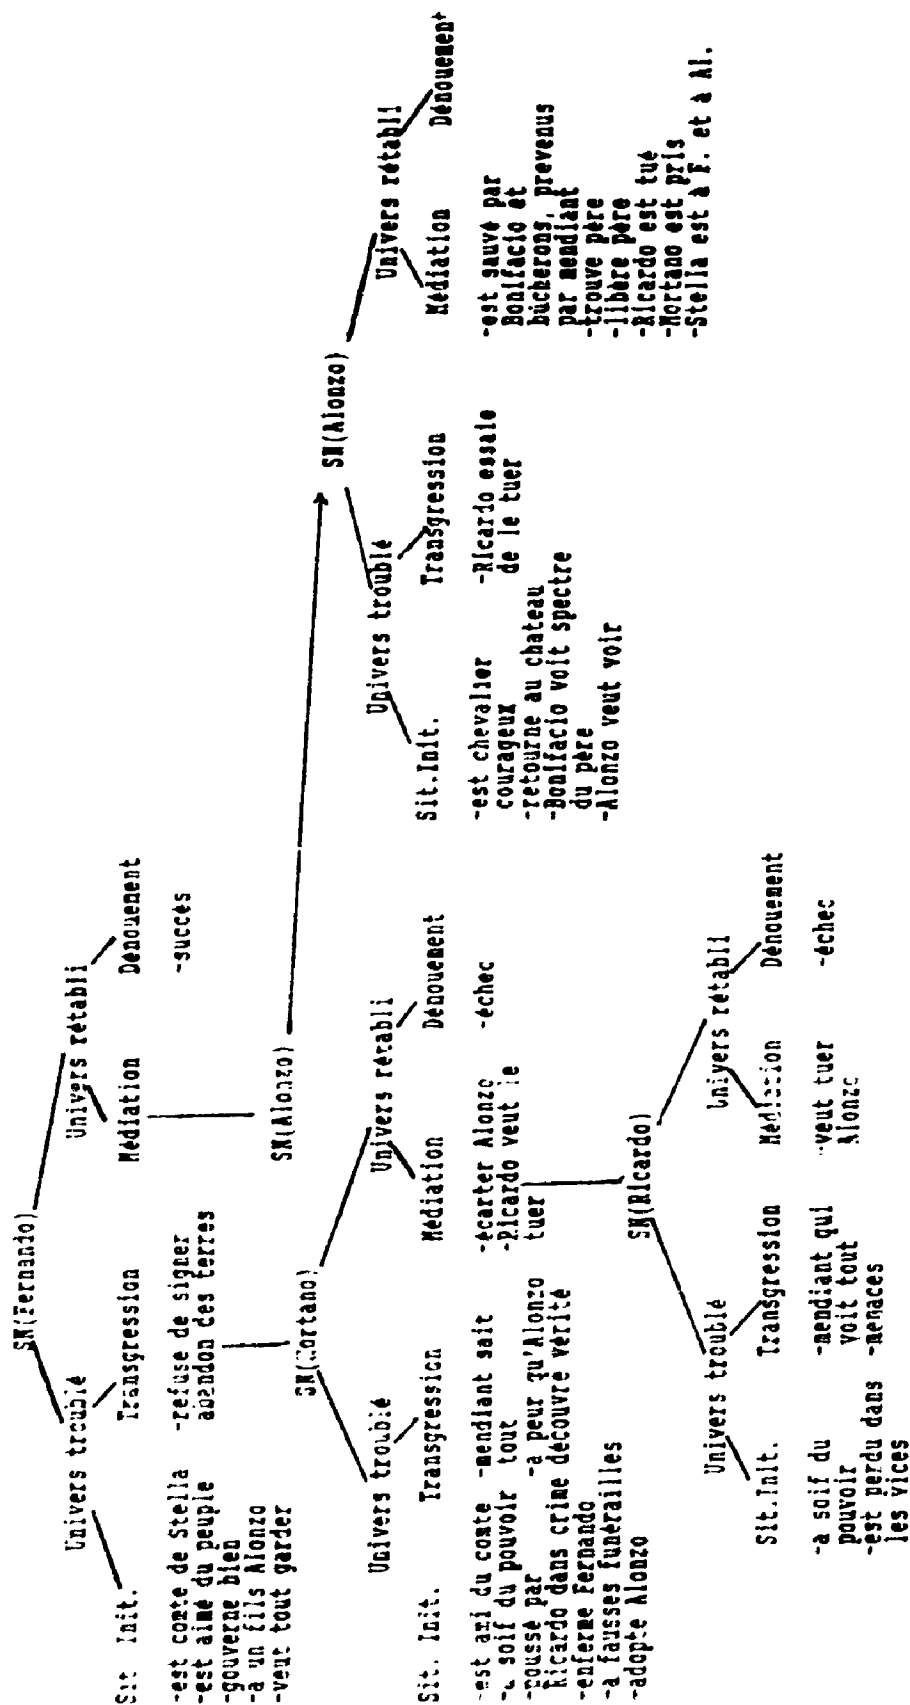 SN(Fernando)
Univers troublé
Univers rétabli
Sit. Init.
Transgression
Médiation
Dénouement
-est comte de Stella
-est aimé du peuple
-gouverne bien
-a un fils Alonzo
-veut tout garder
-refuse de signer
abandon des terres
-succès
SN(Alonzo)
SN(Mortano)
Univers troublé
Univers rétabli
Sit. Init.
Transgression
Médiation
Dénouement
-est ami du comte
-a soif du pouvoir
-poussé par
Ricardo dans crime
-enferme Fernando
-a fausses funérailles
-adopte Alonzo
-mendiant sait
tout
-a peur qu'Alonzo
découvre vérité
-écarter Alonzo
-Ricardo veut le
tuer
-échec
SN(Ricardo)
Univers troublé
Univers rétabli
Sit.Init.
Transgression
Médiation
Dénouement
-a soif du
pouvoir
-est perdu dans
les vices
-mendiant qui
voit tout
-menaces
-veut tuer
Alonzo
-échec
SN(Alonzo)
Univers troublé
Univers rétabli
Sit.Init.
Transgression
Médiation
Dénouement
-est chevalier
courageux
-retourne au chateau
-Bonifacio voit spectre
du père
-Alonzo veut voir
-Ricardo essaie
de le tuer
-est sauvé par
Bonifacio et
bûcherons, prévenus
par mendiant
-trouve père
-libère père
-Ricardo est tué
-Mortano est pris
-Stella est à F. et à Al.